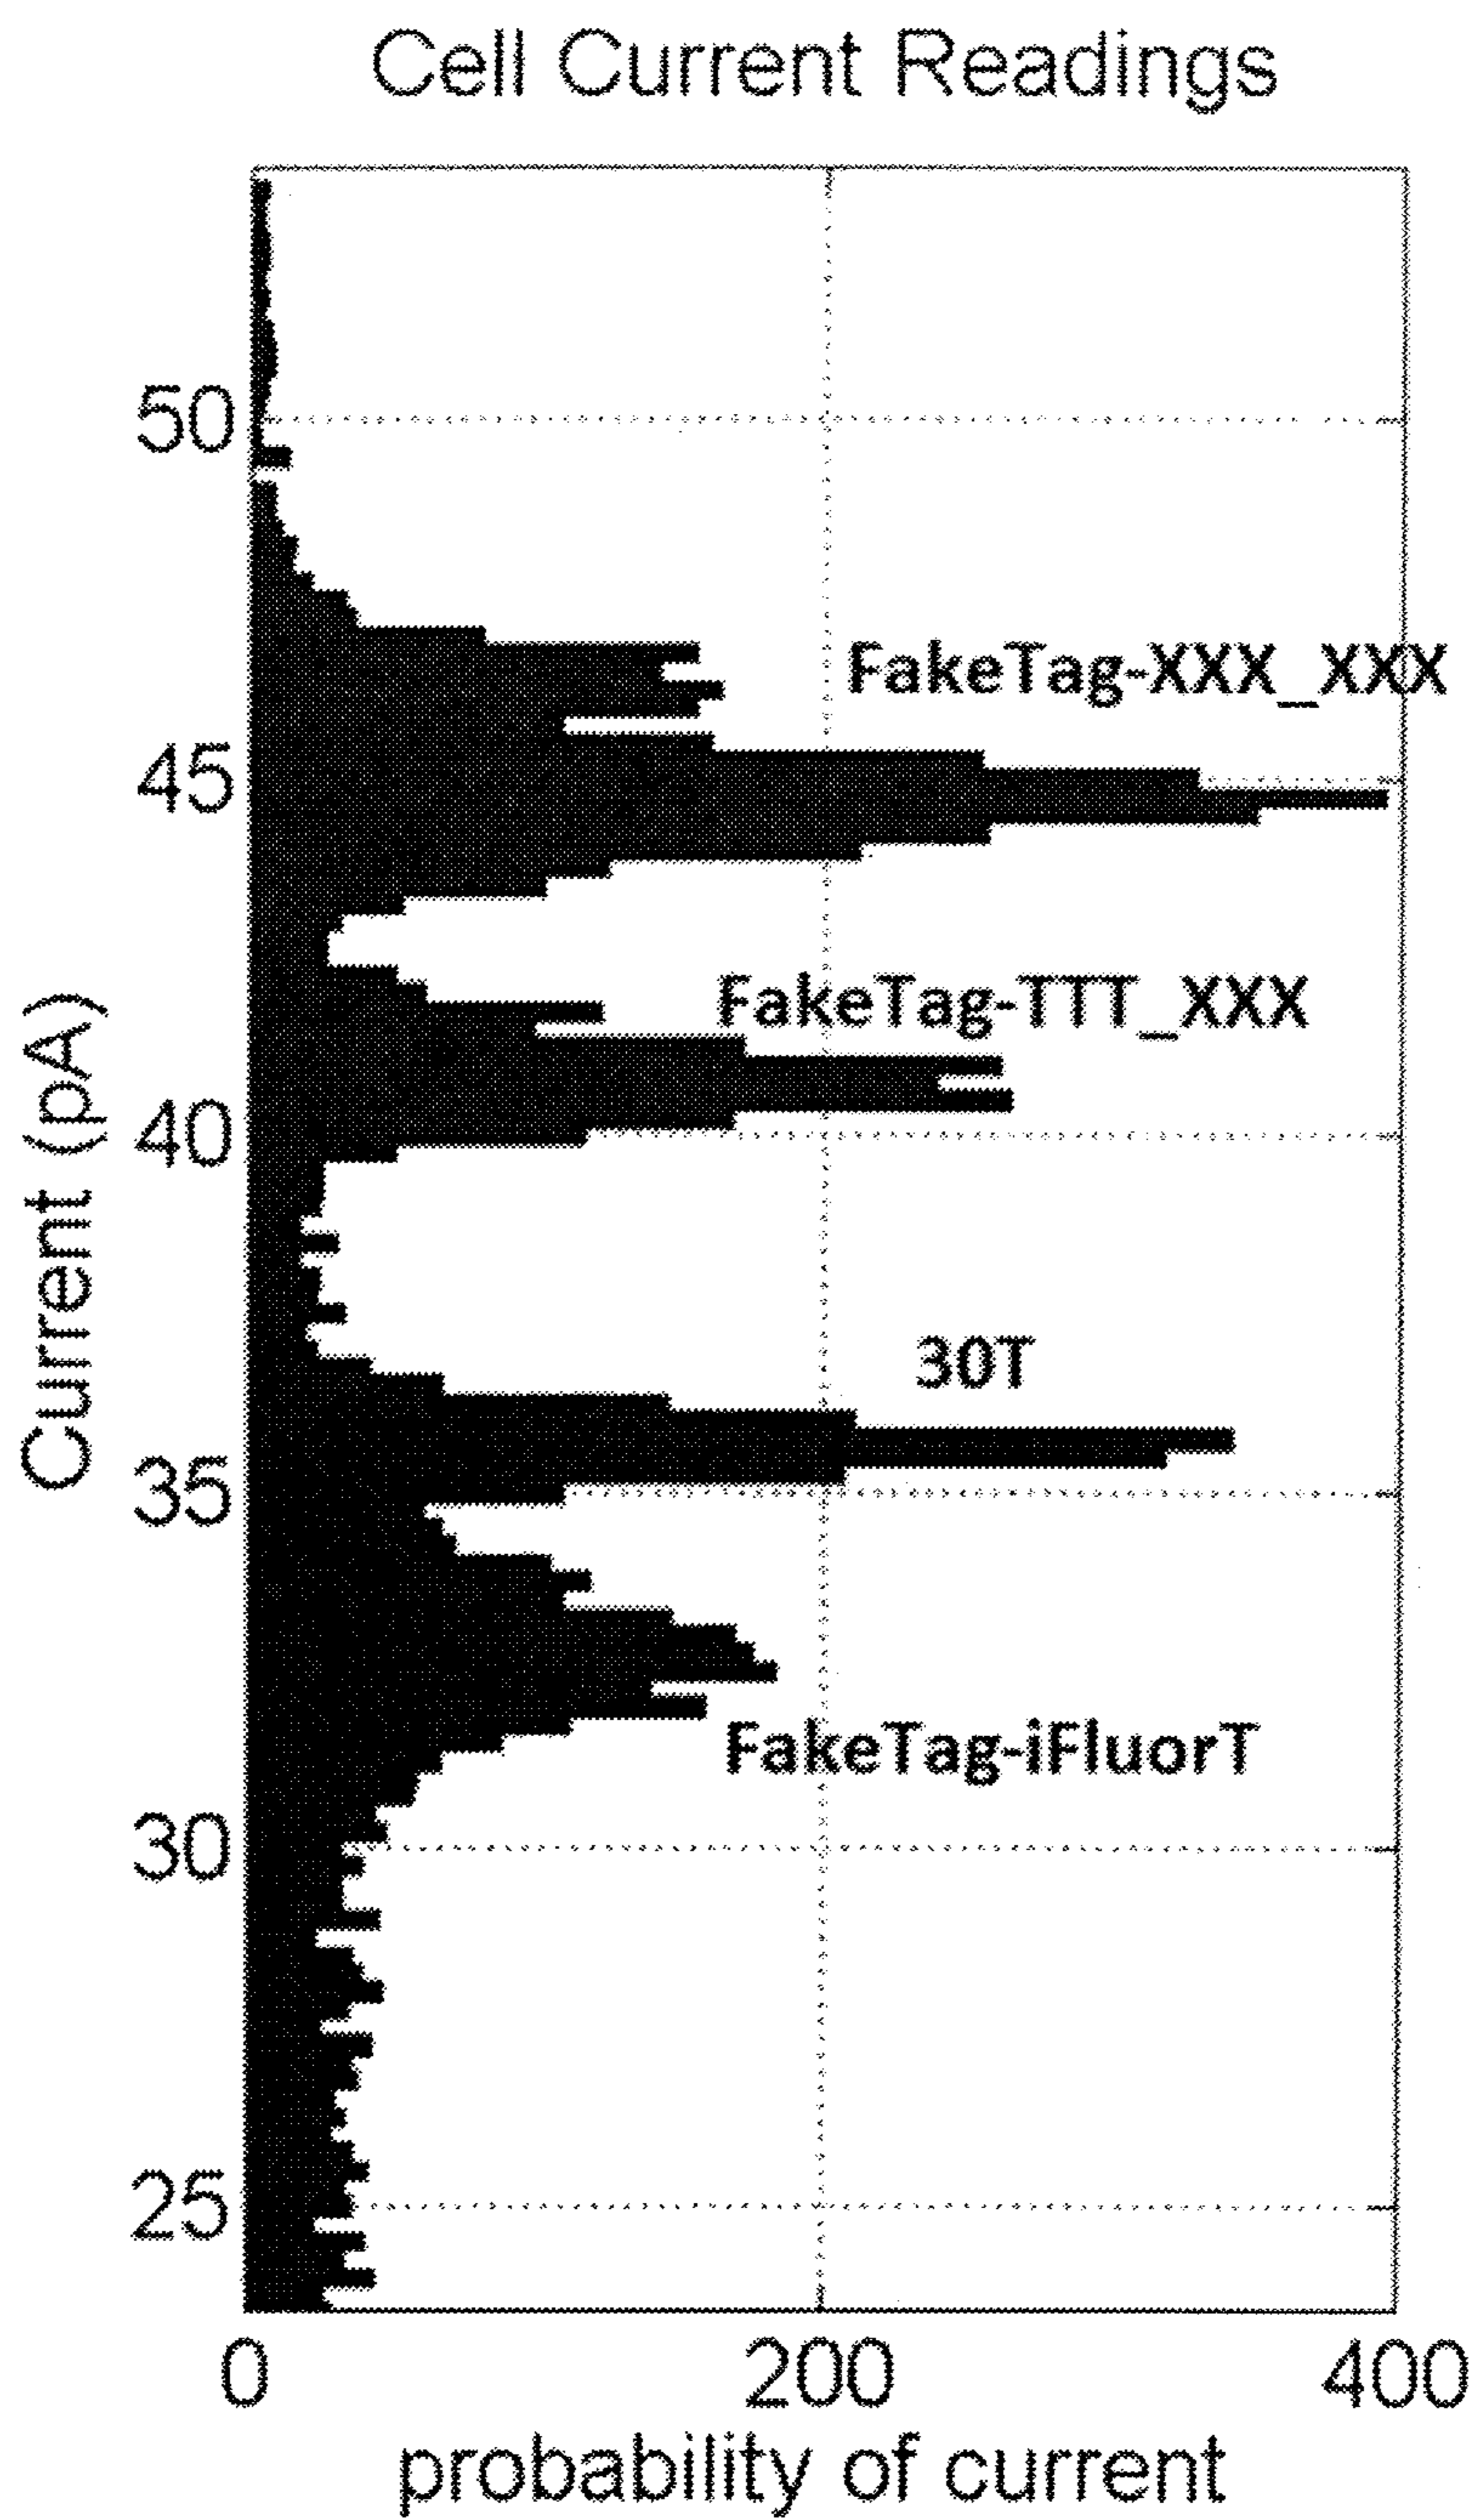 Cell Current Readings
50
FakeTag-XXX_XXX
45
FakeTag-TTT_XXX
40
30T
35
FakeTag-iFluorT
30
25
Current (pA)
0 200 400
probability of current